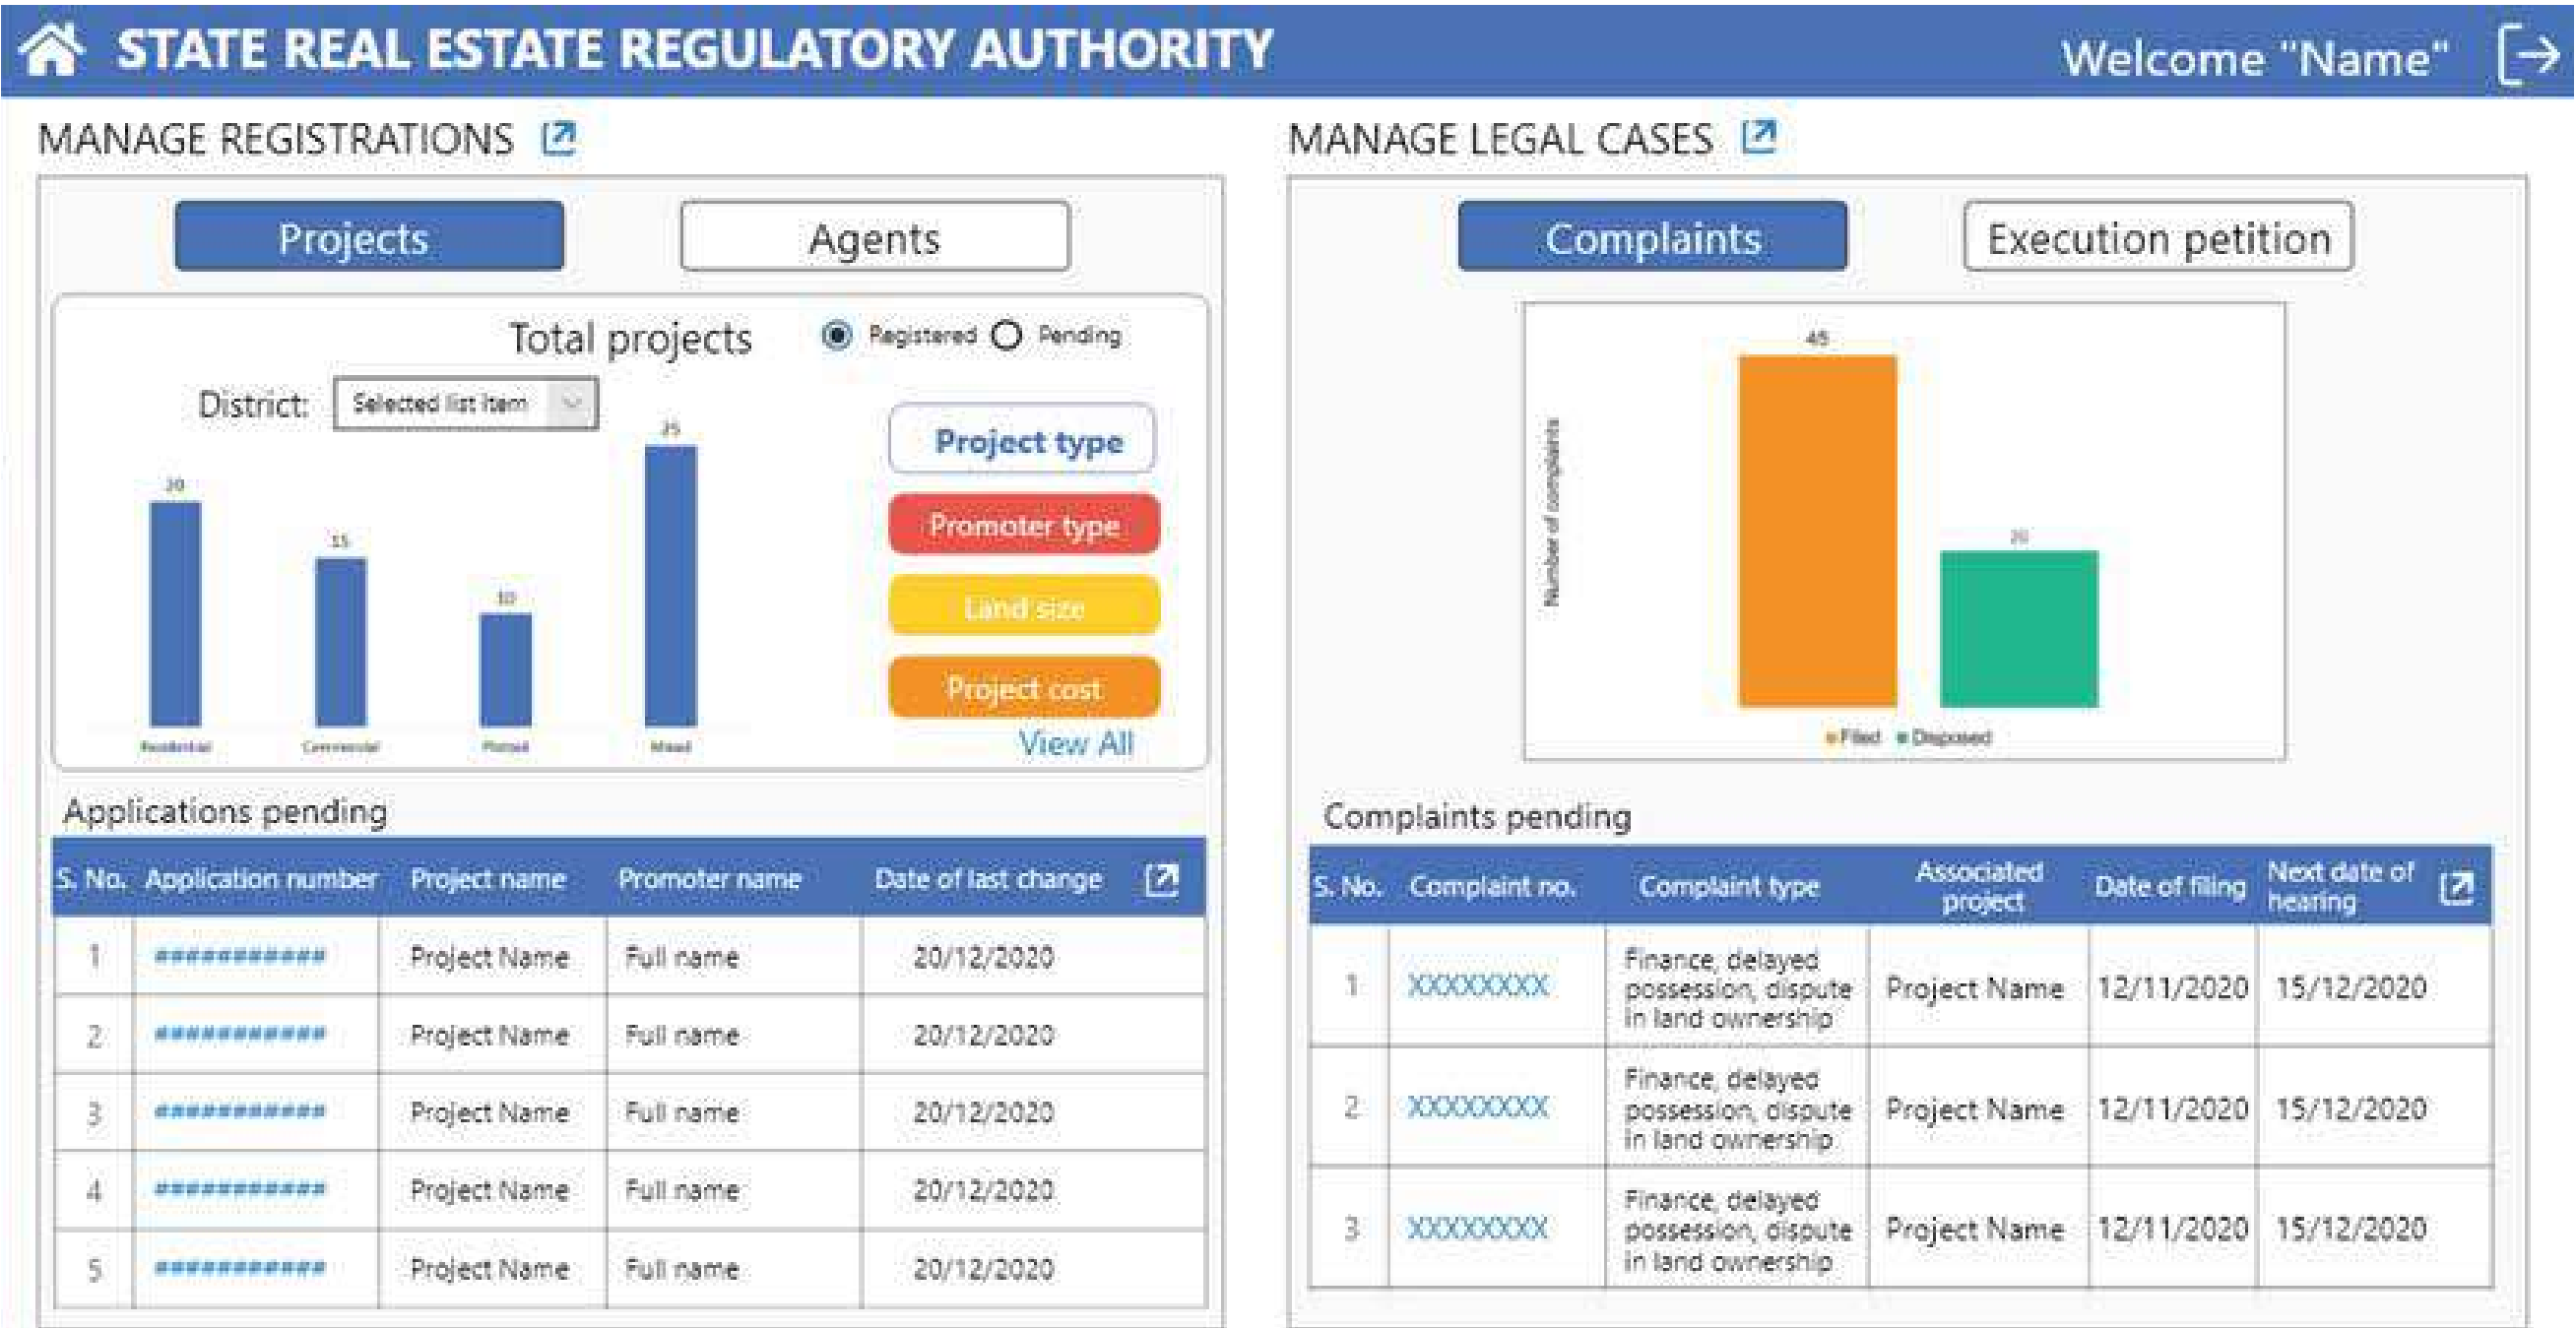 STATE REAL ESTATE REGULATORY AUTHORITY
Welcome "Name"
MANAGE REGISTRATIONS
Projects
Agents
Total projects
Registered
Pending
District:
Selected list item
20
15
10
25
Residential
Commercial
Plotted
Mixed
Project type
Promoter type
Land size
Project cost
View All
Applications pending
S. No. Application number Project name Promoter name Date of last change
1 ########### Project Name Full name 20/12/2020
2 ########### Project Name Full name 20/12/2020
3 ########### Project Name Full name 20/12/2020
4 ########### Project Name Full name 20/12/2020
5 ########### Project Name Full name 20/12/2020
MANAGE LEGAL CASES
Complaints
Execution petition
Number of complaints
45
20
Filed
Disposed
Complaints pending
S. No. Complaint no. Complaint type Associated project Date of filing Next date of hearing
1 XXXXXXXX Finance, delayed possession, dispute in land ownership Project Name 12/11/2020 15/12/2020
2 XXXXXXXX Finance, delayed possession, dispute in land ownership Project Name 12/11/2020 15/12/2020
3 XXXXXXXX Finance, delayed possession, dispute in land ownership Project Name 12/11/2020 15/12/2020